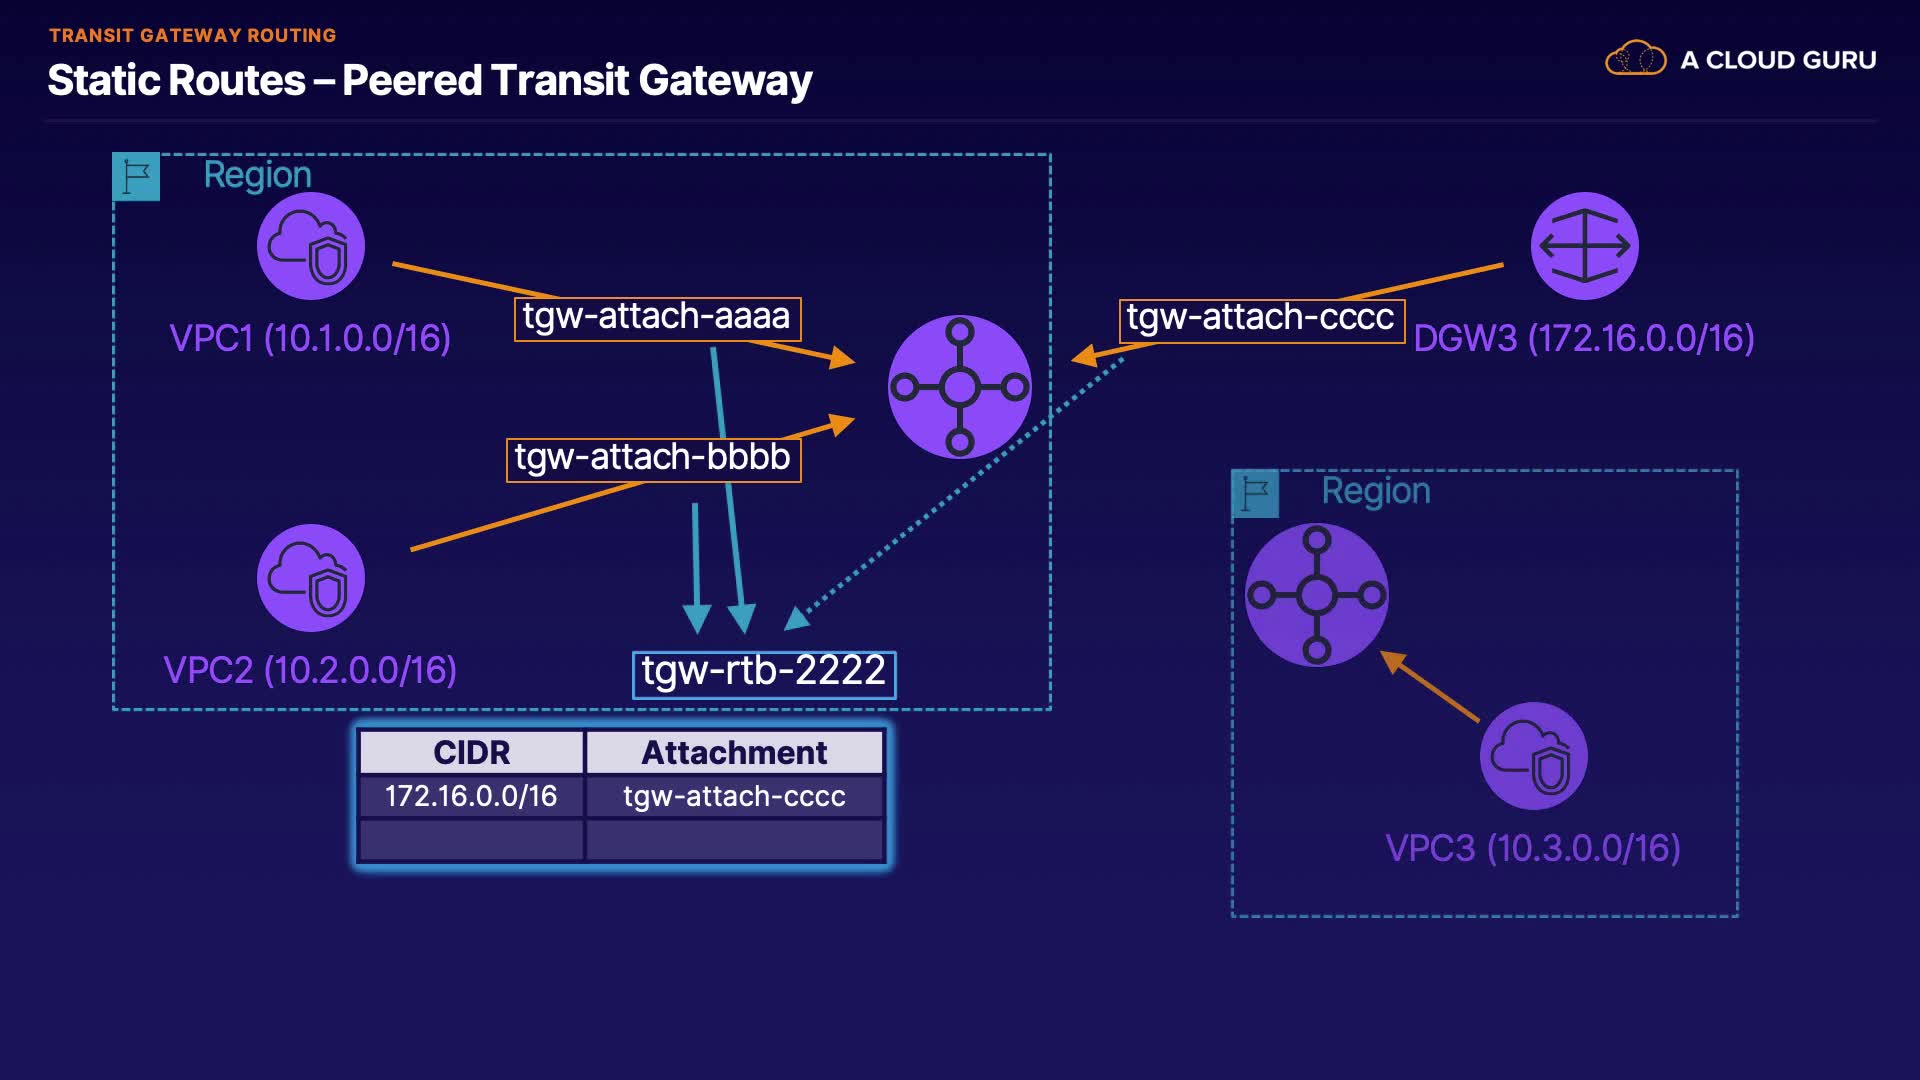 TRANSIT GATEWAY ROUTING
Static Routes – Peered Transit Gateway
A CLOUD GURU
Region
VPC1 (10.1.0.0/16)
tgw-attach-aaaa
tgw-attach-cccc
DGW3 (172.16.0.0/16)
tgw-attach-bbbb
VPC2 (10.2.0.0/16)
tgw-rtb-2222
Region
VPC3 (10.3.0.0/16)
CIDR Attachment
172.16.0.0/16 tgw-attach-cccc